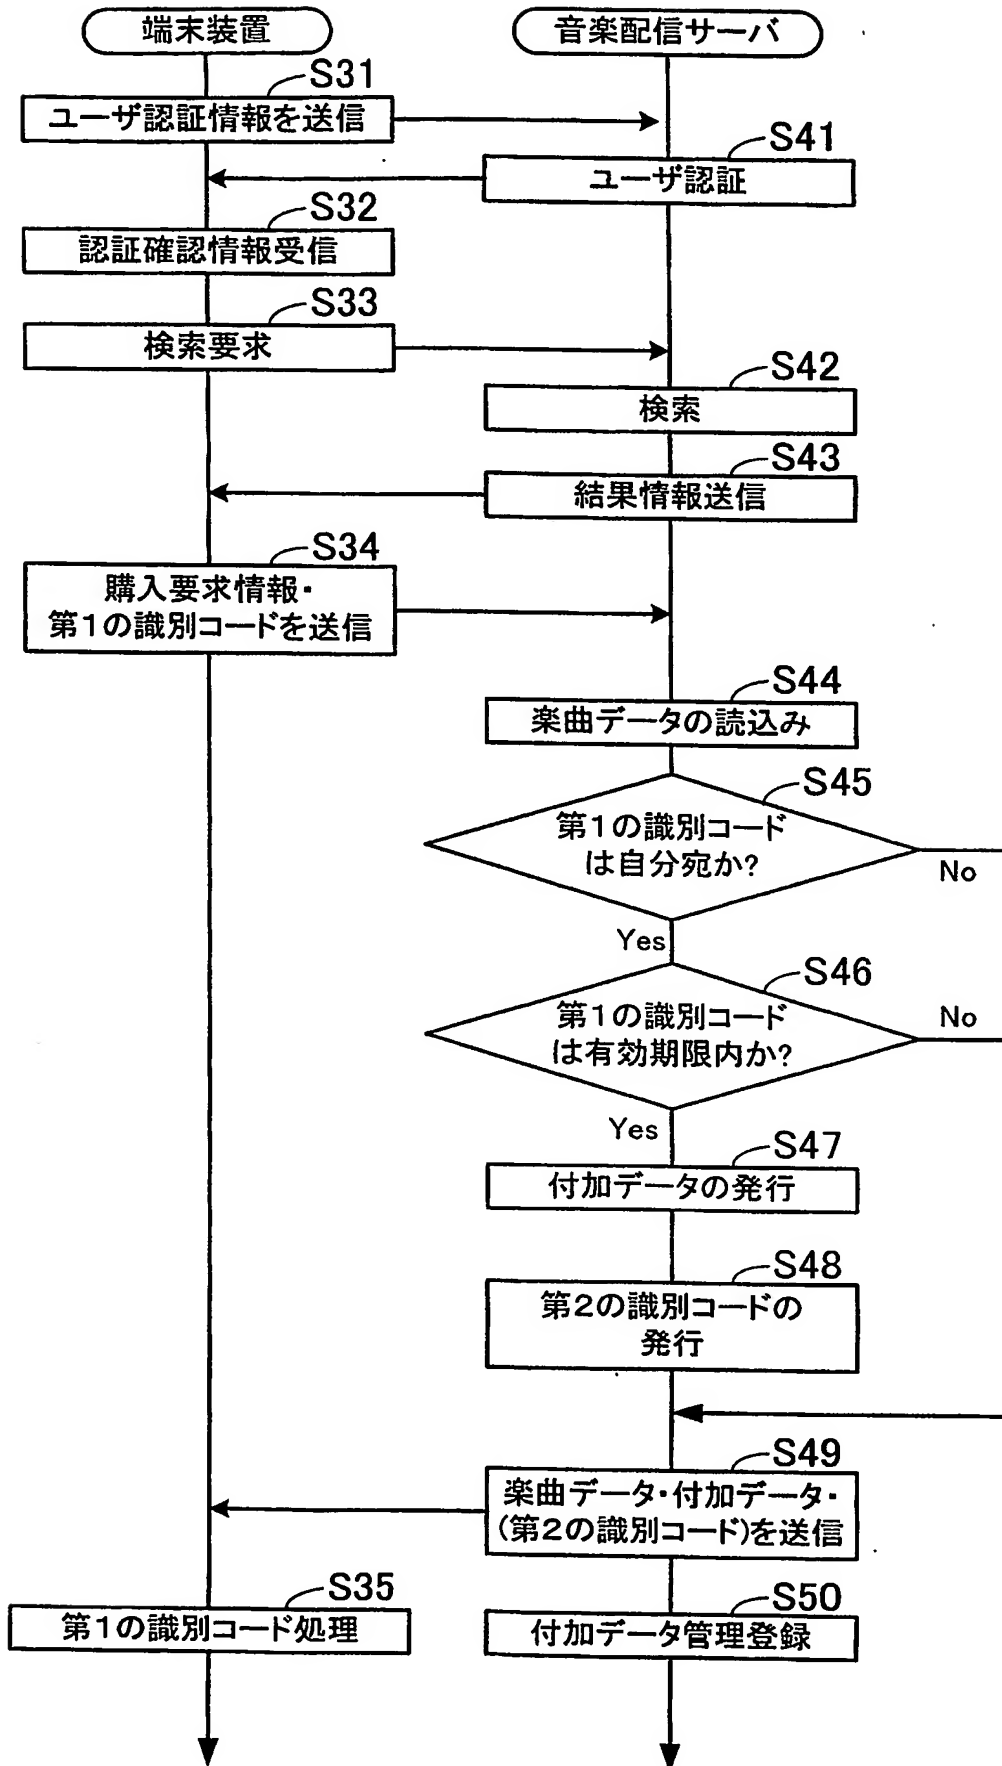 端末装置
音楽配信サーバ
S31
ユーザ認証情報を送信
S41
ユーザ認証
S32
認証確認情報受信
S33
検索要求
S42
検索
S43
結果情報送信
S34
購入要求情報・
第1の識別コードを送信
S44
楽曲データの読込み
S45
第1の識別コード
は自分宛か?
No
Yes
S46
第1の識別コード
は有効期限内か?
No
Yes
S47
付加データの発行
S48
第2の識別コードの
発行
S49
楽曲データ・付加データ・
(第2の識別コード)を送信
S35
第1の識別コード処理
S50
付加データ管理登録